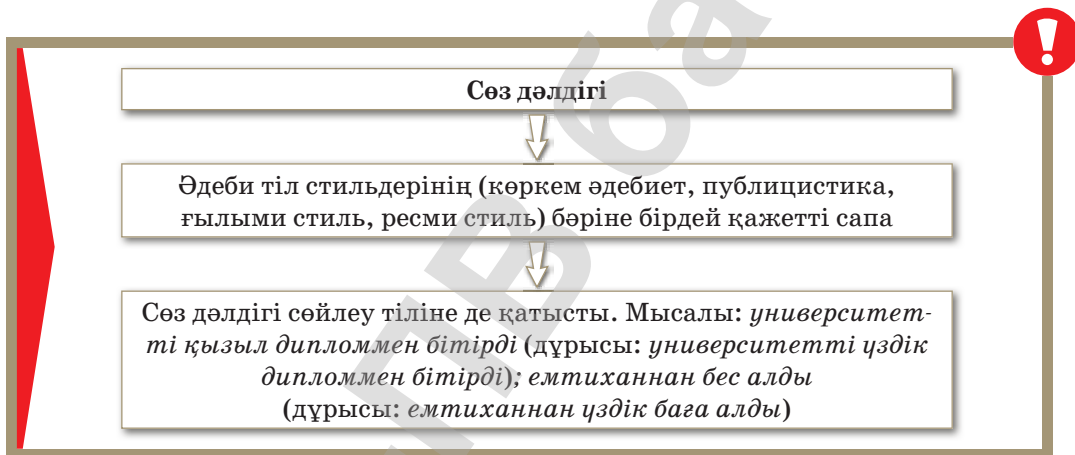 Сөз дәлдігі
Әдеби тіл стильдерінің (көркем әдебиет, публицистика,
ғылыми стиль, ресми стиль) бәріне бірдей қажетті сапа
Сөз дәлдігі сөйлеу тіліне де қатысты. Мысалы: университет-
ті қызыл дипломмен бітірді (дұрысы: университетті үздік
дипломмен бітірді); емтиханнан бес алды
(дұрысы: емтиханнан үздік баға алды)